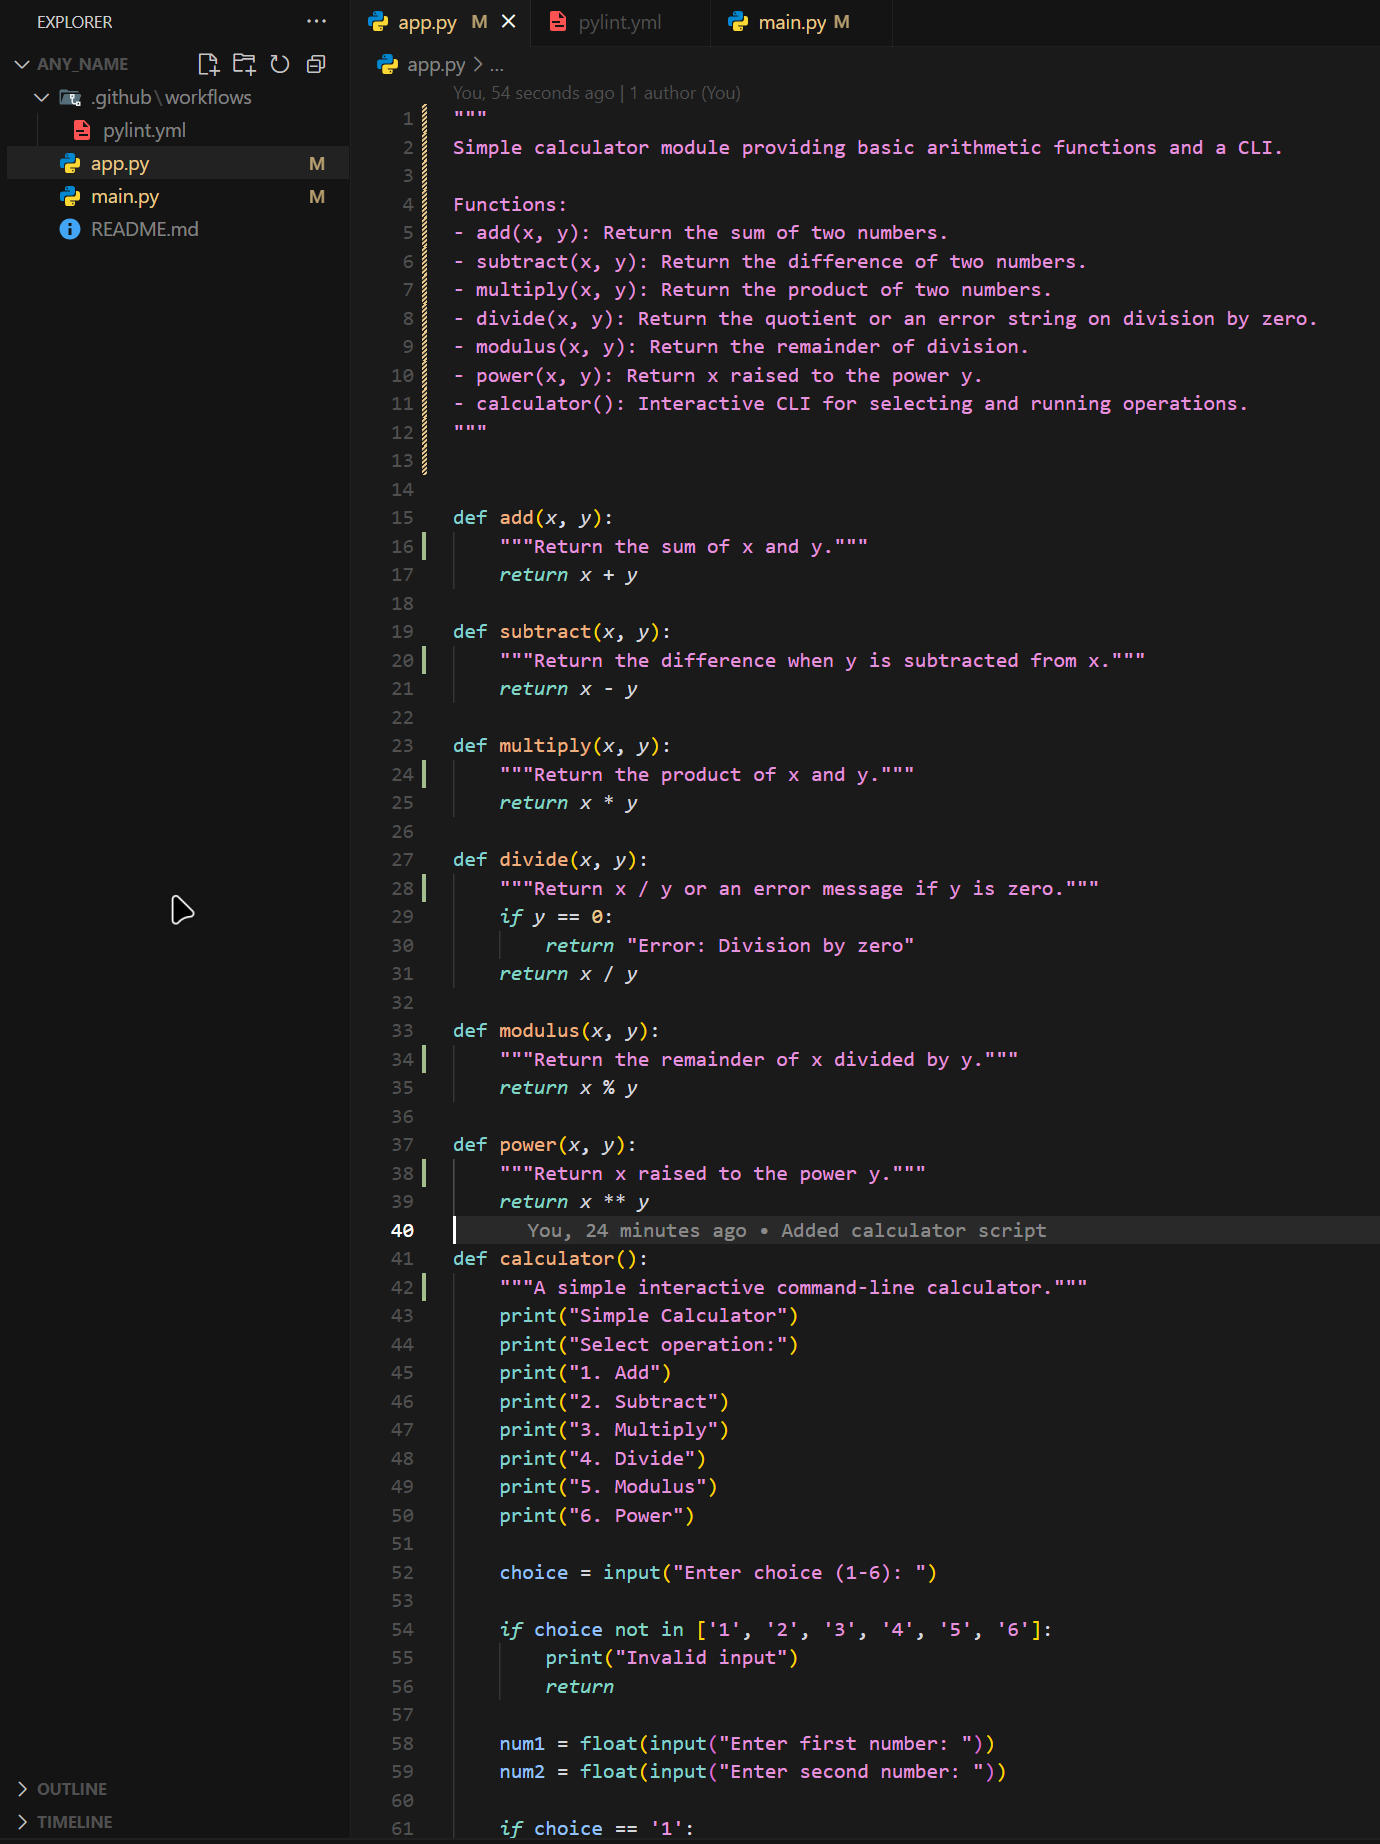 EXPLORER
ANY_NAME
.github\workflows
pylint.yml
app.py M
main.py M
README.md
OUTLINE
TIMELINE
app.py M
pylint.yml
main.py M
app.py > ...
You, 54 seconds ago | 1 author (You)
1 """
2 Simple calculator module providing basic arithmetic functions and a CLI.
3
4 Functions:
5 - add(x, y): Return the sum of two numbers.
6 - subtract(x, y): Return the difference of two numbers.
7 - multiply(x, y): Return the product of two numbers.
8 - divide(x, y): Return the quotient or an error string on division by zero.
9 - modulus(x, y): Return the remainder of division.
10 - power(x, y): Return x raised to the power y.
11 - calculator(): Interactive CLI for selecting and running operations.
12 """
13
14
15 def add(x, y):
16     """Return the sum of x and y."""
17     return x + y
18
19 def subtract(x, y):
20     """Return the difference when y is subtracted from x."""
21     return x - y
22
23 def multiply(x, y):
24     """Return the product of x and y."""
25     return x * y
26
27 def divide(x, y):
28     """Return x / y or an error message if y is zero."""
29     if y == 0:
30         return "Error: Division by zero"
31     return x / y
32
33 def modulus(x, y):
34     """Return the remainder of x divided by y."""
35     return x % y
36
37 def power(x, y):
38     """Return x raised to the power y."""
39     return x ** y
40 You, 24 minutes ago • Added calculator script
41 def calculator():
42     """A simple interactive command-line calculator."""
43     print("Simple Calculator")
44     print("Select operation:")
45     print("1. Add")
46     print("2. Subtract")
47     print("3. Multiply")
48     print("4. Divide")
49     print("5. Modulus")
50     print("6. Power")
51
52     choice = input("Enter choice (1-6): ")
53
54     if choice not in ['1', '2', '3', '4', '5', '6']:
55         print("Invalid input")
56         return
57
58     num1 = float(input("Enter first number: "))
59     num2 = float(input("Enter second number: "))
60
61     if choice == '1':